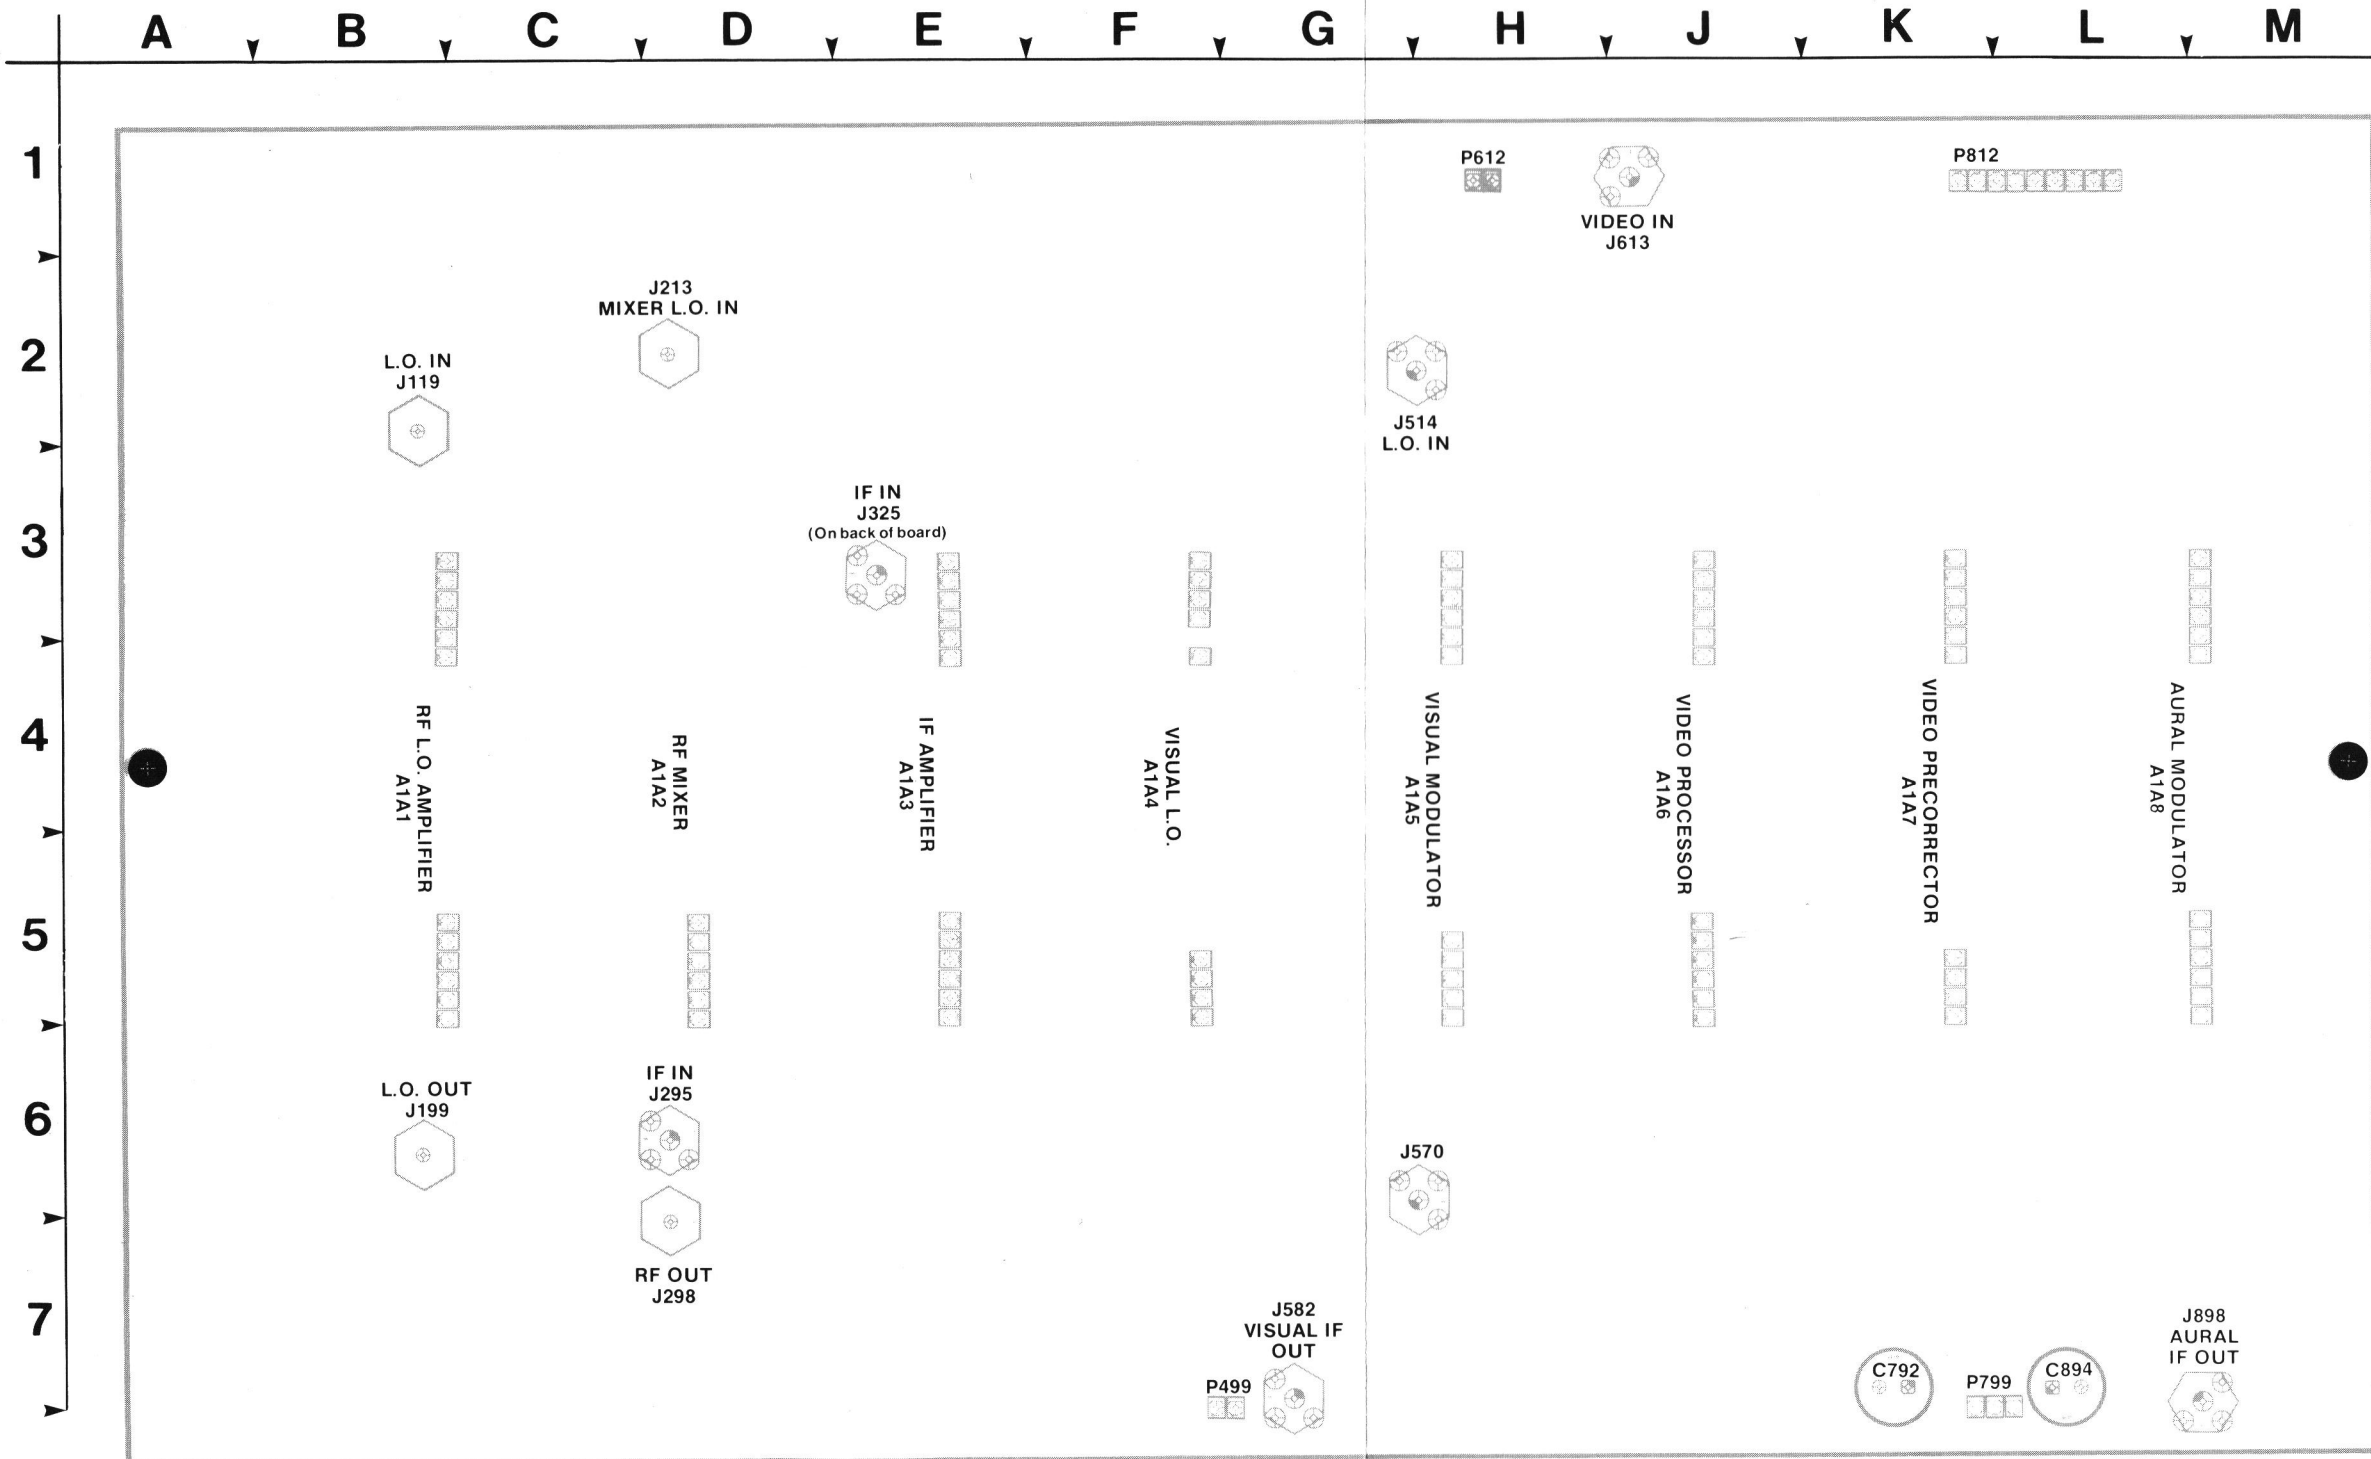 A B C D E F G H J K L M
1
2
3
4
5
6
7
P612
VIDEO IN
J613
P812
J213
MIXER L.O. IN
L.O. IN
J119
J514
L.O. IN
IF IN
J325
(On back of board)
RF L.O. AMPLIFIER
A1A1
RF MIXER
A1A2
IF AMPLIFIER
A1A3
VISUAL L.O.
A1A4
VISUAL MODULATOR
A1A5
VIDEO PROCESSOR
A1A6
VIDEO PRECORRECTOR
A1A7
AURAL MODULATOR
A1A8
L.O. OUT
J199
IF IN
J295
RF OUT
J298
J570
J582
VISUAL IF
OUT
P499
C792
P799
C894
J898
AURAL
IF OUT